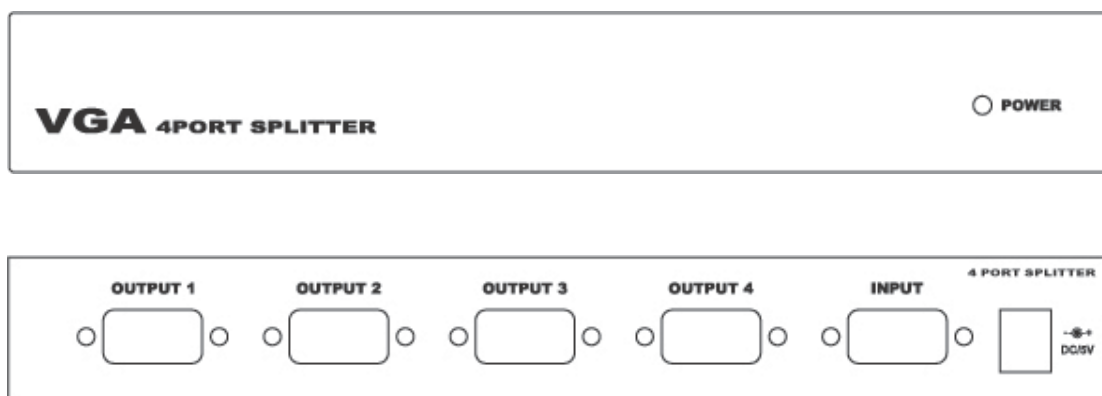 VGA 4PORT SPLITTER
POWER
4 PORT SPLITTER
OUTPUT 1 OUTPUT 2 OUTPUT 3 OUTPUT 4 INPUT
DC/5V